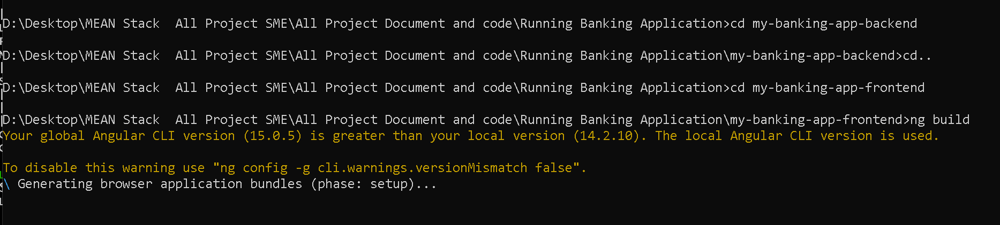 D:\Desktop\MEAN Stack  All Project SME\All Project Document and code\Running Banking Application>cd my-banking-app-backend
D:\Desktop\MEAN Stack  All Project SME\All Project Document and code\Running Banking Application\my-banking-app-backend>cd..
D:\Desktop\MEAN Stack  All Project SME\All Project Document and code\Running Banking Application>cd my-banking-app-frontend
D:\Desktop\MEAN Stack  All Project SME\All Project Document and code\Running Banking Application\my-banking-app-frontend>ng build
Your global Angular CLI version (15.0.5) is greater than your local version (14.2.10). The local Angular CLI version is used.
To disable this warning use "ng config -g cli.warnings.versionMismatch false".
\ Generating browser application bundles (phase: setup)...